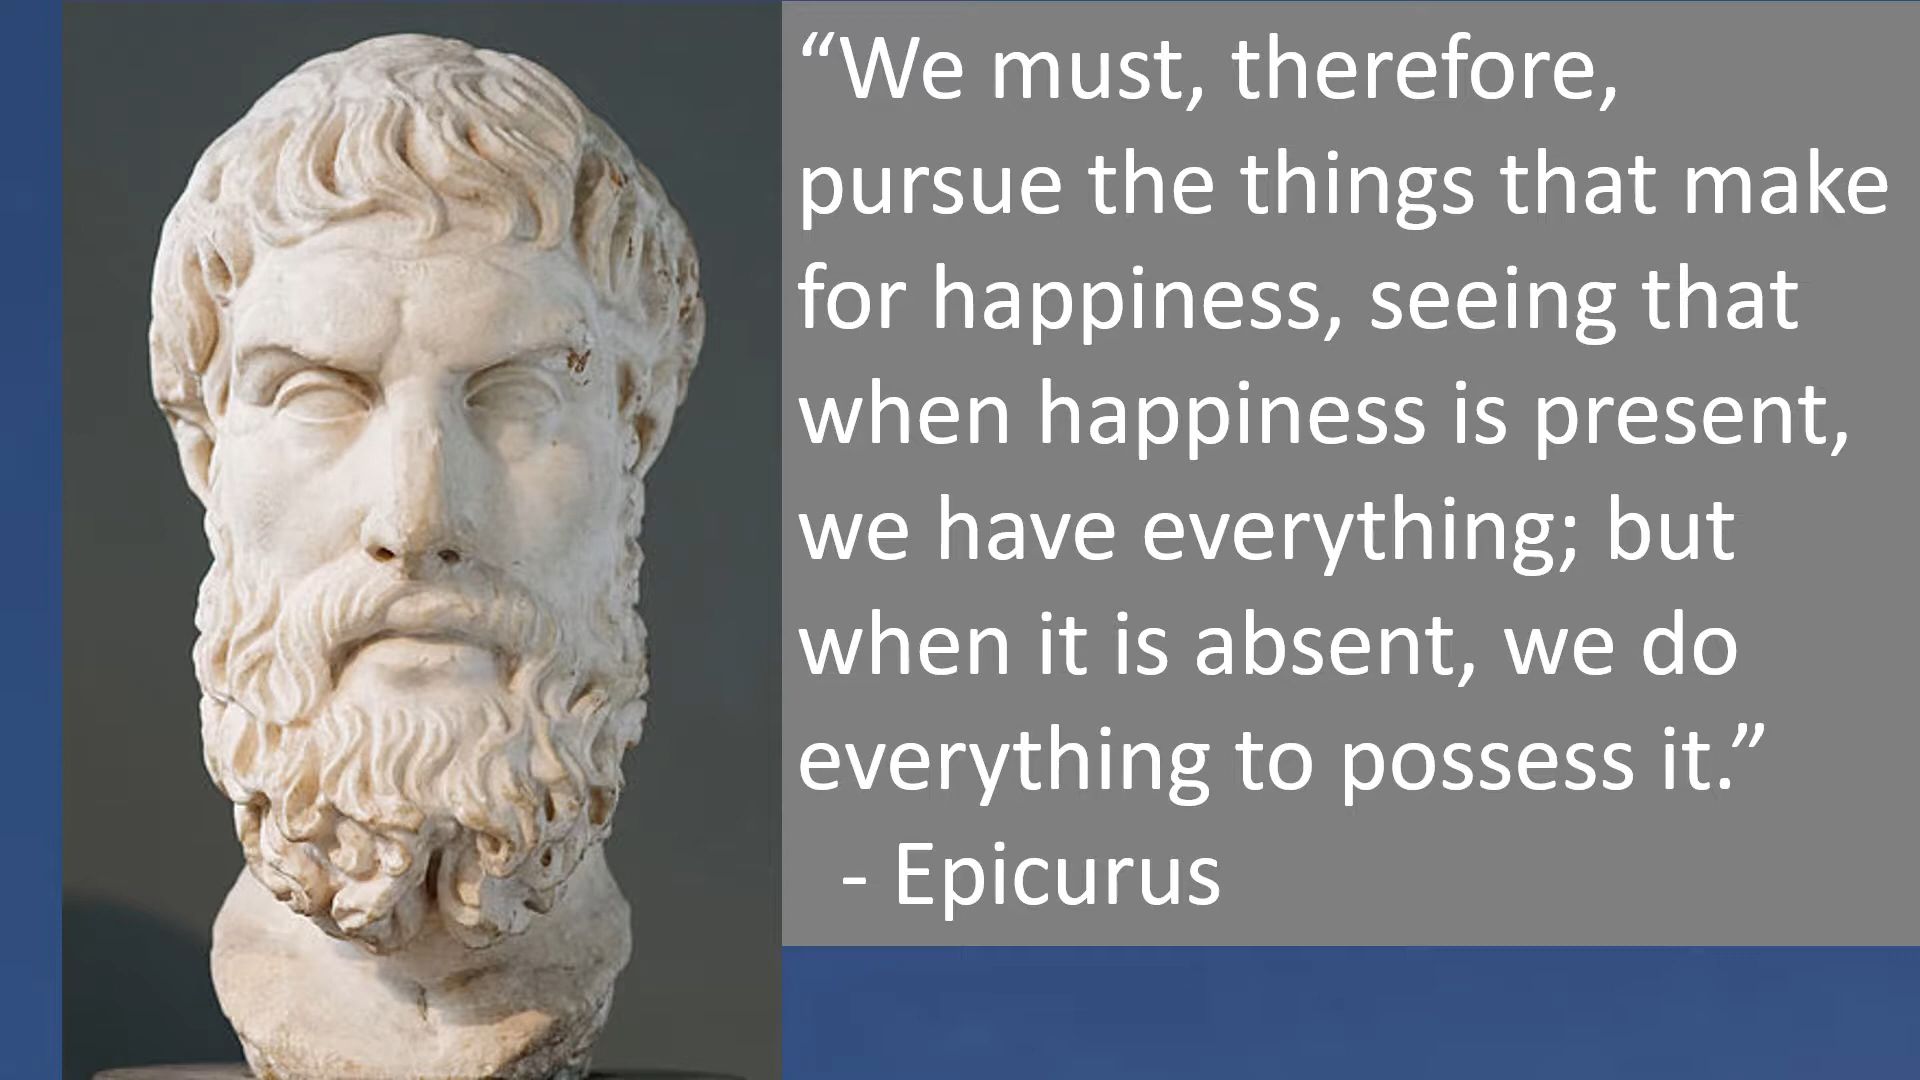 “We must, therefore,
pursue the things that make
for happiness, seeing that
when happiness is present,
we have everything; but
when it is absent, we do
everything to possess it.”
- Epicurus